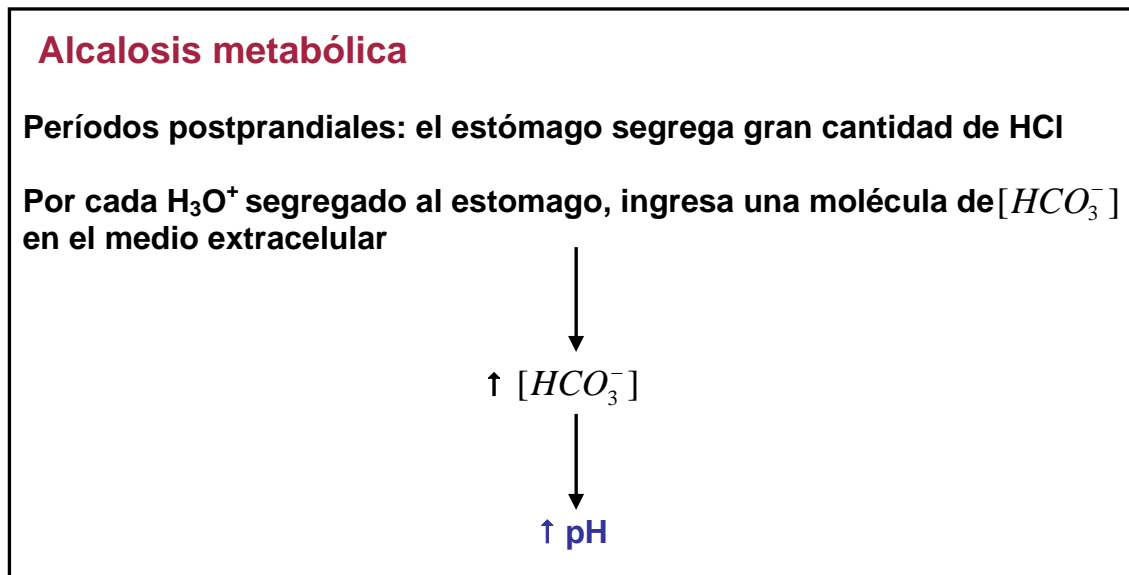 Alcalosis metabólica
Períodos postprandiales: el estómago segrega gran cantidad de HCl
Por cada H₃O⁺ segregado al estomago, ingresa una molécula de [HCO₃⁻]
en el medio extracelular
↑ [HCO₃⁻]
↑ pH